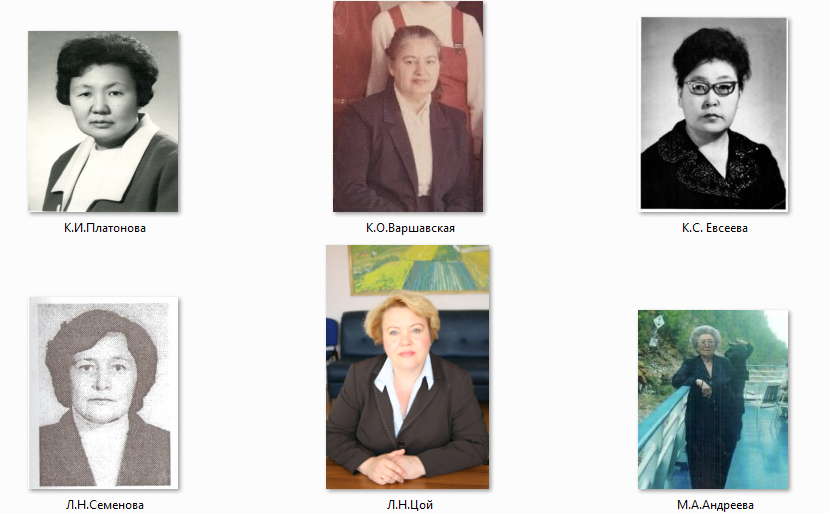 К.И.Платонова
К.О.Варшавская
К.С. Евсеева
Л.Н.Семенова
Л.Н.Цой
М.А.Андреева